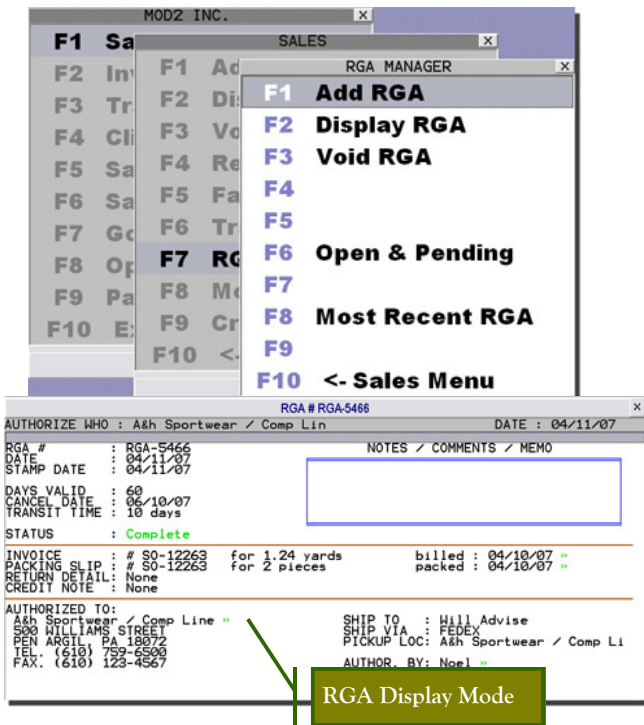 MOD2 INC. X
F1 Sa
F2 In
F3 Tr
F4 Cli
F5 Sa
F6 Sa
F7 Go
F8 Op
F9 Pa
F10 E
SALES X
F1 Ad
F2 Di
F3 Vo
F4 Re
F5 Fa
F6 Tr
F7 RG
F8 Mo
F9 Cr
F10 <-
RGA MANAGER X
F1 Add RGA
F2 Display RGA
F3 Void RGA
F4
F5
F6 Open & Pending
F7
F8 Most Recent RGA
F9
F10 <- Sales Menu
RGA # RGA-5466 X
AUTHORIZE WHO : A&h Sportwear / Comp Lin DATE : 04/11/07
RGA # : RGA-5466 NOTES / COMMENTS / MEMO
DATE : 04/11/07
STAMP DATE : 04/11/07
DAYS VALID : 60
CANCEL DATE : 06/10/07
TRANSIT TIME : 10 days
STATUS : Complete
INVOICE : # SO-12263 for 1.24 yards billed : 04/10/07 »
PACKING SLIP : # SO-12263 for 2 pieces packed : 04/10/07 »
RETURN DETAIL: None
CREDIT NOTE : None
AUTHORIZED TO:
A&h Sportwear / Comp Line » SHIP TO : Will Advise
500 WILLIAMS STREET SHIP VIA : FEDEX
PEN ARGIL, PA 18072 PICKUP LOC: A&h Sportwear / Comp Li
TEL. (610) 759-6500
FAX. (610) 123-4567 AUTHOR. BY: Noel »
RGA Display Mode